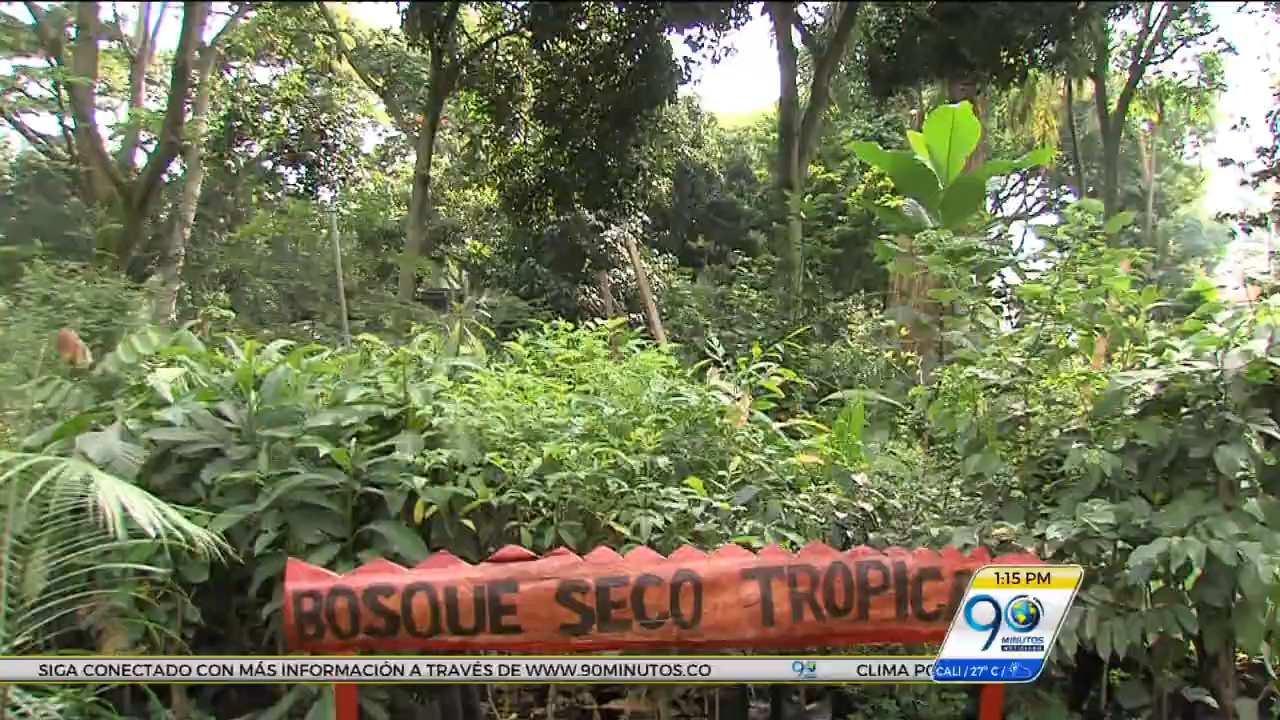 BOSQUE SECO TROPICA
1:15 PM
90
MINUTOS
NOTICIERO
SIGA CONECTADO CON MÁS INFORMACIÓN A TRAVÉS DE WWW.90MINUTOS.CO
CLIMA PO
CALI / 27° C /